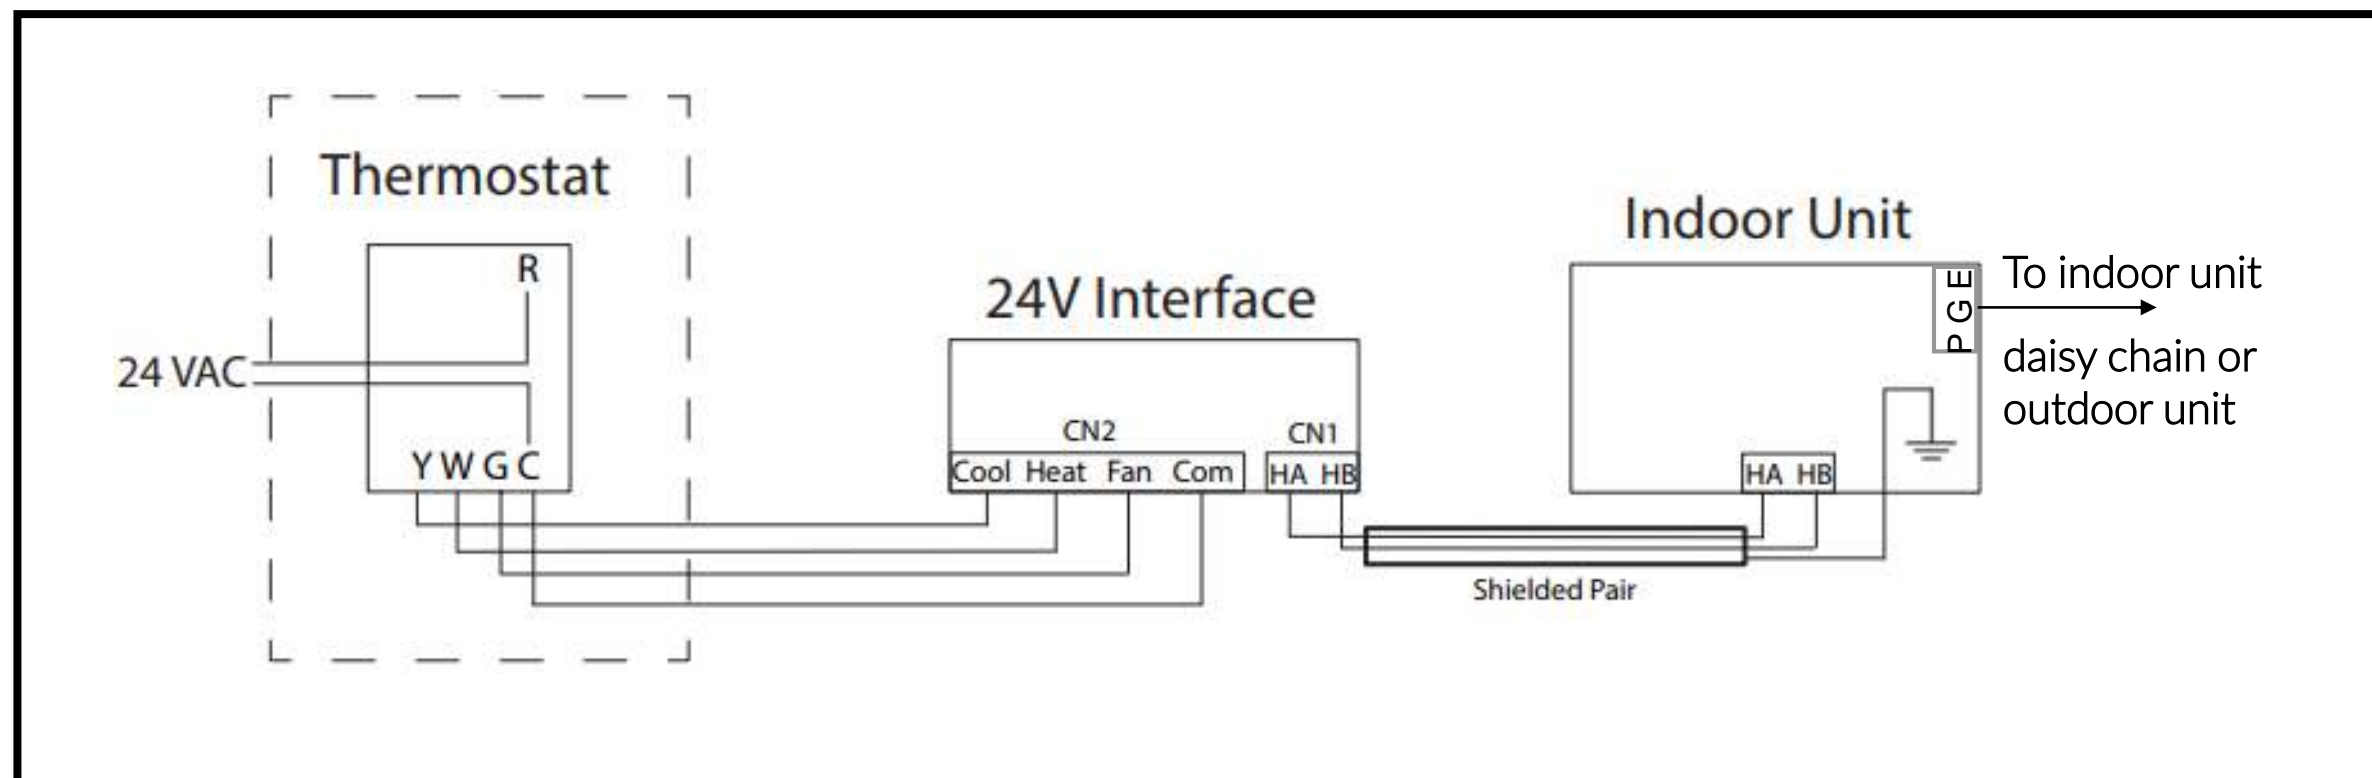 Thermostat
R
24 VAC
Y W G C
24V Interface
CN2
CN1
Cool Heat Fan Com
HA HB
Shielded Pair
Indoor Unit
P G E
HA HB
To indoor unit
daisy chain or
outdoor unit